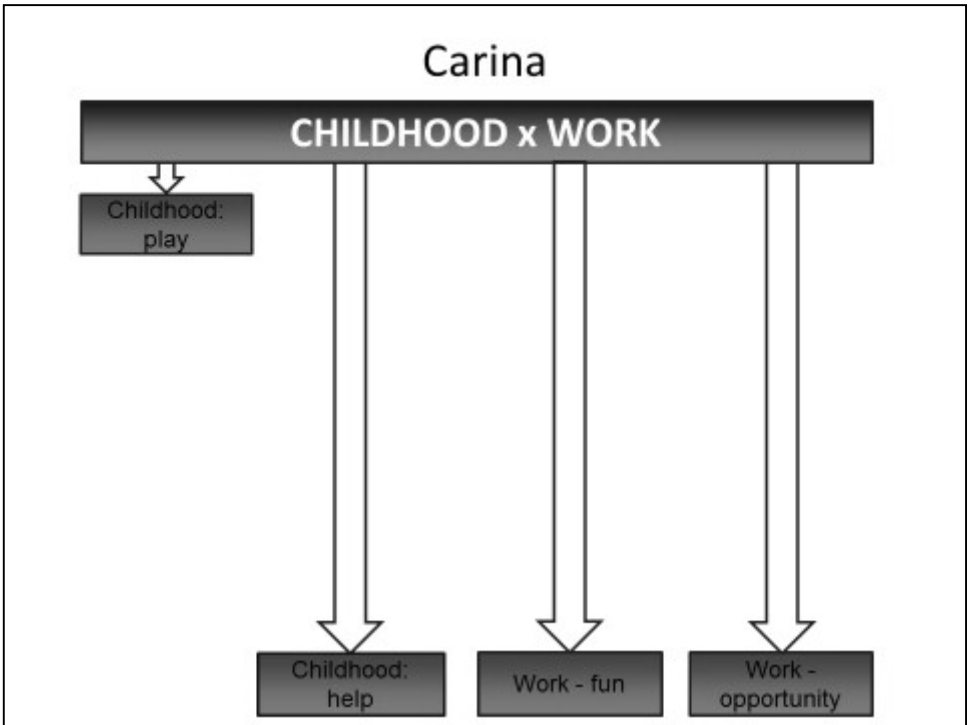 Carina
CHILDHOOD x WORK
Childhood:
play
Childhood:
help
Work - fun
Work -
opportunity